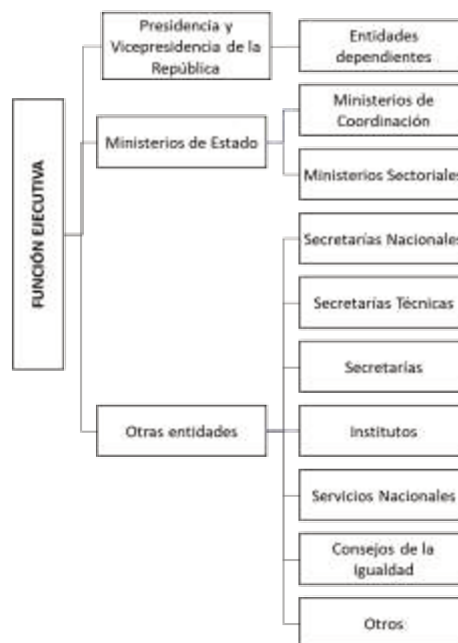 FUNCIÓN EJECUTIVA
Presidencia y
Vicepresidencia de la
República
Entidades
dependientes
Ministerios de Estado
Ministerios de
Coordinación
Ministerios Sectoriales
Otras entidades
Secretarías Nacionales
Secretarías Técnicas
Secretarías
Institutos
Servicios Nacionales
Consejos de la
Igualdad
Otros